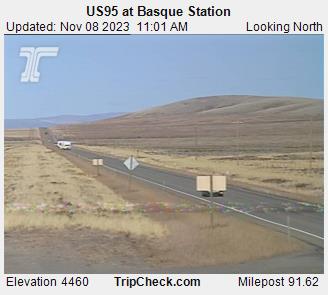 US95 at Basque Station
Updated: Nov 08 2023 11:01 AM Looking North
Elevation 4460 TripCheck.com Milepost 91.62